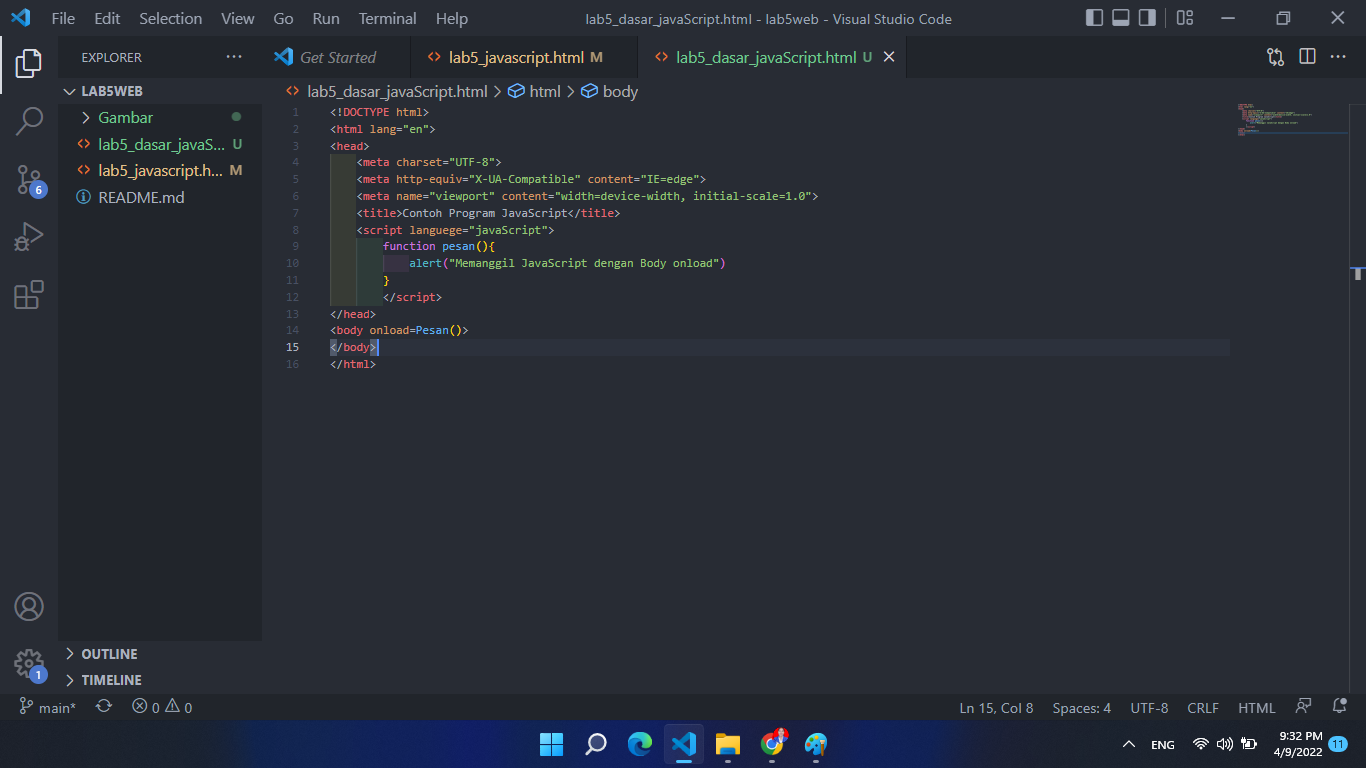 File Edit Selection View Go Run Terminal Help lab5_dasar_javaScript.html - lab5web - Visual Studio Code
EXPLORER ··· Get Started lab5_javascript.html M lab5_dasar_javaScript.html U
LAB5WEB
lab5_dasar_javaScript.html > html > body
Gambar
lab5_dasar_javaS... U
lab5_javascript.h... M
README.md
1 <!DOCTYPE html>
2 <html lang="en">
3 <head>
4 <meta charset="UTF-8">
5 <meta http-equiv="X-UA-Compatible" content="IE=edge">
6 <meta name="viewport" content="width=device-width, initial-scale=1.0">
7 <title>Contoh Program JavaScript</title>
8 <script languege="javaScript">
9 function pesan(){
10 alert("Memanggil JavaScript dengan Body onload")
11 }
12 </script>
13 </head>
14 <body onload=Pesan()>
15 </body>
16 </html>
6
OUTLINE
1
TIMELINE
main* 0 0 Ln 15, Col 8 Spaces: 4 UTF-8 CRLF HTML
ENG 9:32 PM 11
4/9/2022